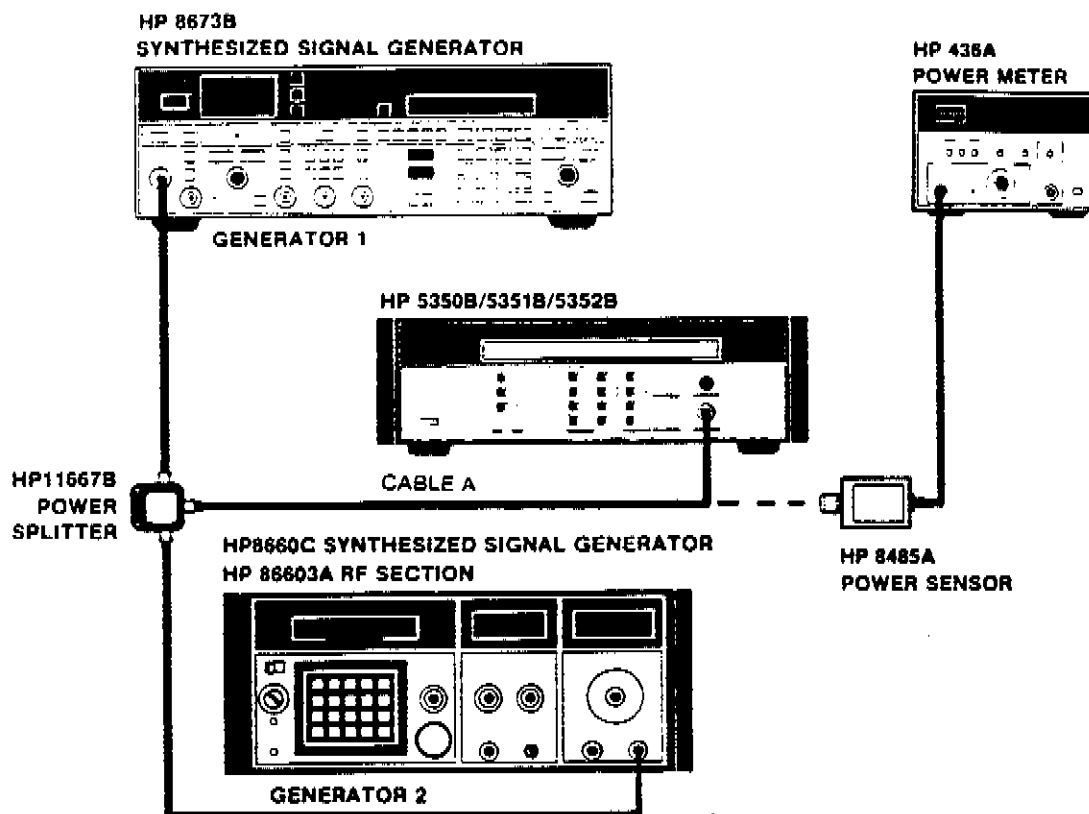 HP 8673B
SYNTHESIZED SIGNAL GENERATOR
HP 436A
POWER METER
GENERATOR 1
HP 5350B/5351B/5352B
HP11667B
POWER
SPLITTER
CABLE A
HP 8485A
POWER SENSOR
HP8660C SYNTHESIZED SIGNAL GENERATOR
HP 86603A RF SECTION
GENERATOR 2